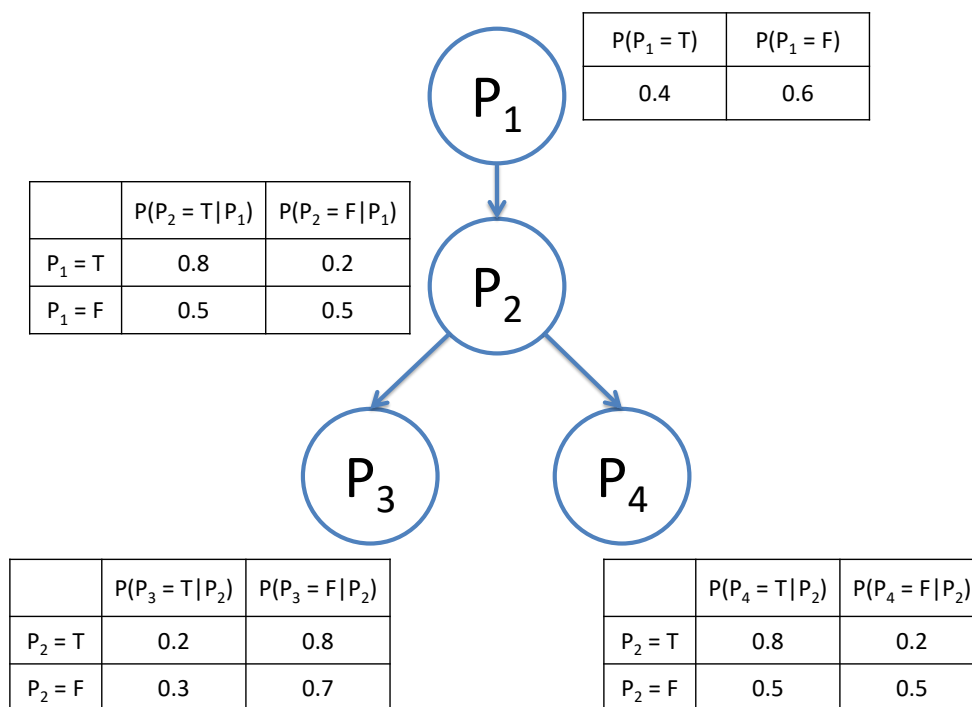 P(P₁ = T) P(P₁ = F)
0.4 0.6
P₁
P(P₂ = T|P₁) P(P₂ = F|P₁)
P₁ = T 0.8 0.2
P₁ = F 0.5 0.5
P₂
P₃
P₄
P(P₃ = T|P₂) P(P₃ = F|P₂)
P₂ = T 0.2 0.8
P₂ = F 0.3 0.7
P(P₄ = T|P₂) P(P₄ = F|P₂)
P₂ = T 0.8 0.2
P₂ = F 0.5 0.5